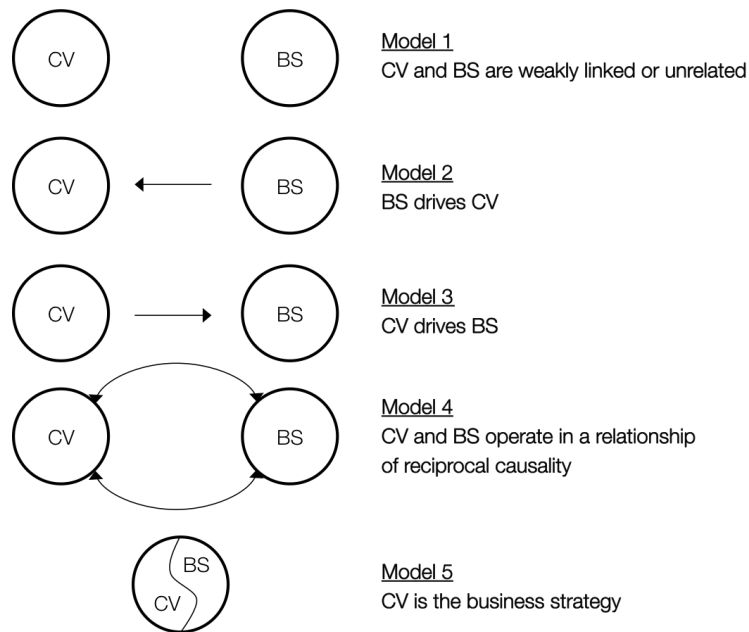 CV
BS
Model 1
CV and BS are weakly linked or unrelated
CV
BS
Model 2
BS drives CV
CV
BS
Model 3
CV drives BS
CV
BS
Model 4
CV and BS operate in a relationship
of reciprocal causality
BS
CV
Model 5
CV is the business strategy